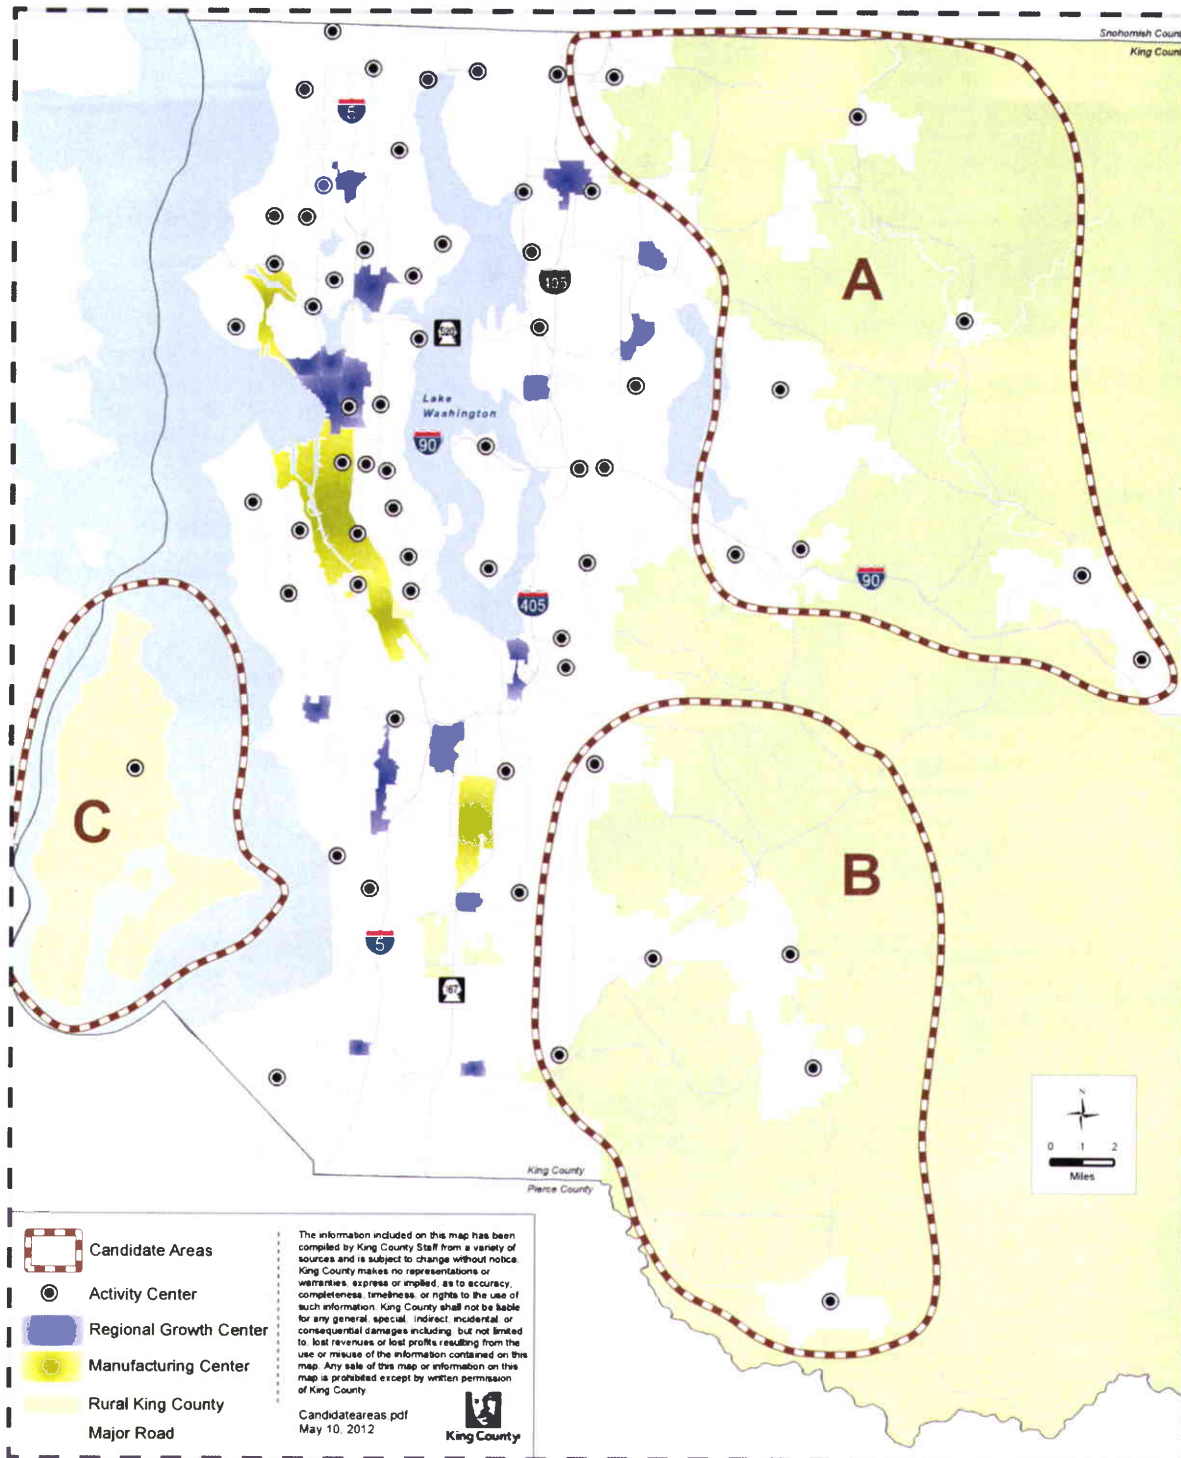 Snohomish Count
King Count
5
A
405
520
Lake
Washington
90
90
405
C
B
5
167
N
0 1 2
Miles
King County
Pierce County
Candidate Areas
Activity Center
Regional Growth Center
Manufacturing Center
Rural King County
Major Road
The information included on this map has been
compiled by King County Staff from a variety of
sources and is subject to change without notice.
King County makes no representations or
warranties, express or implied, as to accuracy,
completeness, timeliness, or rights to the use of
such information. King County shall not be liable
for any general, special, indirect, incidental, or
consequential damages including, but not limited
to, lost revenues or lost profits resulting from the
use or misuse of the information contained on this
map. Any sale of this map or information on this
map is prohibited except by written permission
of King County
Candidateareas.pdf
May 10, 2012
King County